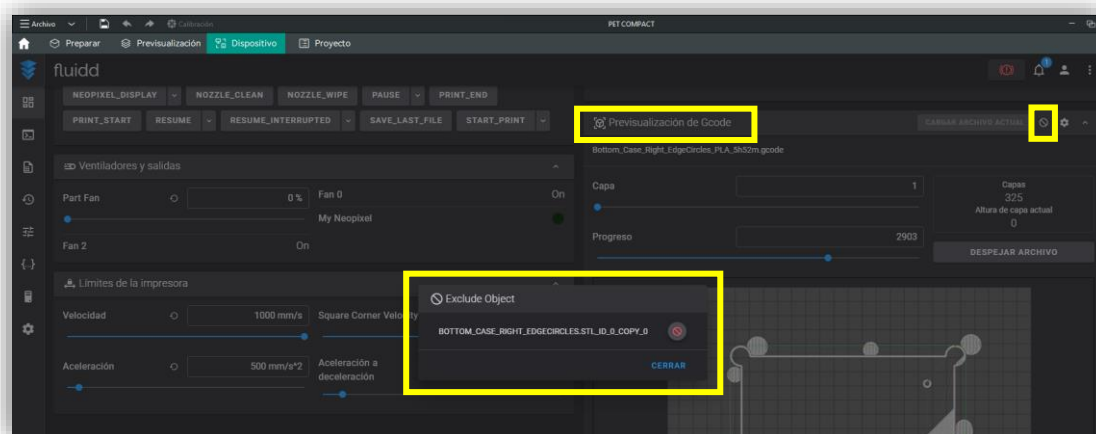 Archivo
Calibración
PET COMPACT
Preparar
Previsualización
Dispositivo
Proyecto
fluidd
1
NEOPIXEL_DISPLAY
NOZZLE_CLEAN
NOZZLE_WIPE
PAUSE
PRINT_END
PRINT_START
RESUME
RESUME_INTERRUPTED
SAVE_LAST_FILE
START_PRINT
Ventiladores y salidas
Part Fan
0 %
Fan 0
On
My Neopixel
Fan 2
On
Límites de la impresora
Velocidad
1000 mm/s
Square Corner Velocity
Aceleración
500 mm/s^2
Aceleración a
deceleración
Previsualización de Gcode
CARGAR ARCHIVO ACTUAL
Bottom_Case_Right_EdgeCircles_PLA_5h52m.gcode
Capa
1
Progreso
2903
Capas
325
Altura de capa actual
0
DESPEJAR ARCHIVO
Exclude Object
BOTTOM_CASE_RIGHT_EDGECIRCLES.STL_ID_0_COPY_0
CERRAR
{...}